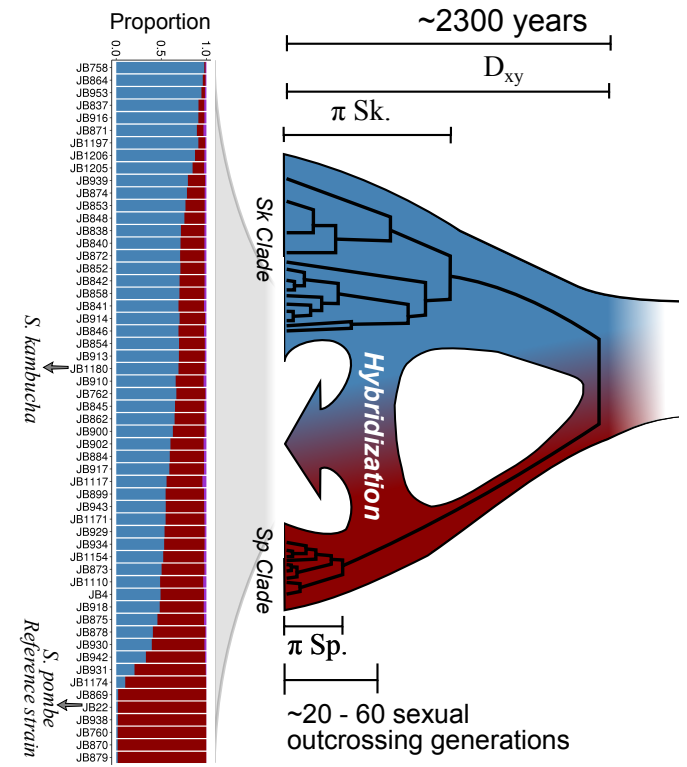 Proportion
0.0
0.5
1.0
JB758
JB864
JB953
JB837
JB916
JB871
JB1197
JB1206
JB1205
JB939
JB874
JB853
JB848
JB838
JB840
JB872
JB852
JB842
JB858
JB841
JB914
JB846
JB854
JB913
JB1180
JB910
JB762
JB845
JB862
JB900
JB902
JB884
JB917
JB1117
JB899
JB943
JB1171
JB929
JB934
JB1154
JB873
JB1110
JB4
JB918
JB875
JB878
JB930
JB942
JB931
JB1174
JB869
JB22
JB938
JB760
JB870
JB879
S. kambucha
S. pombe
Reference strain
~2300 years
Dxy
π Sk.
Sk Clade
Hybridization
Sp Clade
π Sp.
~20 - 60 sexual
outcrossing generations